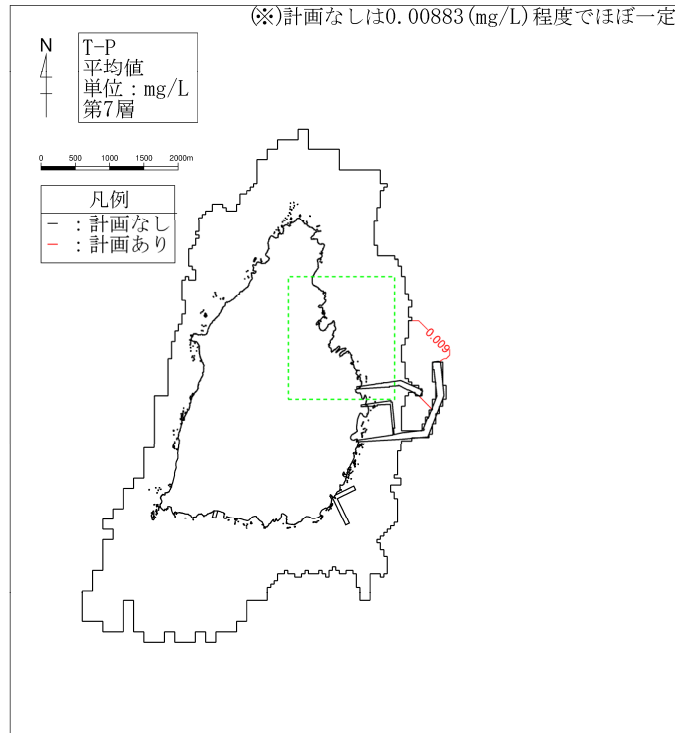 (※)計画なしは0.00883(mg/L)程度でほぼ一定
N
T-P
平均値
単位：mg/L
第7層
0 500 1000 1500 2000m
凡例
－ ：計画なし
－ ：計画あり
0.009